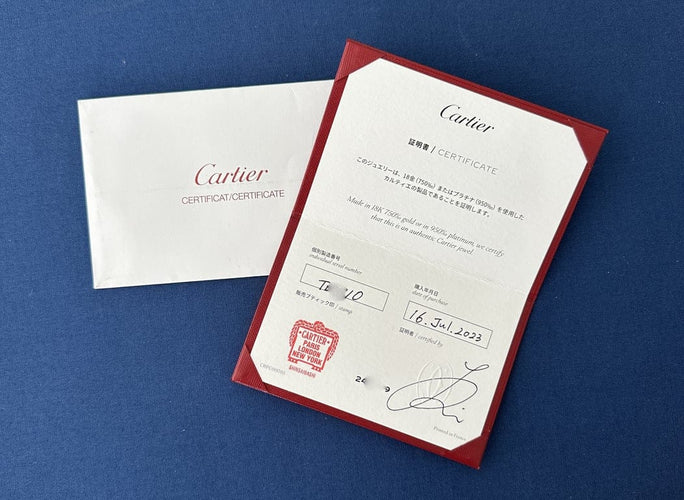 Cartier
CERTIFICAT/CERTIFICATE
Cartier
証明書 / CERTIFICATE
このジュエリーは、18金(750‰)またはプラチナ(950‰)を使用した
カルティエの製品であることを証明します。
Made in 18K 750‰ gold or in 950‰ platinum, we certify
that this is an authentic Cartier jewel
個別製造番号
individual serial number
購入年月日
date of purchase
16. Jul. 2023
販売ブティック印 / stamp
証明者 / certified by
CARTIER
PARIS
LONDON
NEW YORK
SHINSAIBASHI
Printed in France